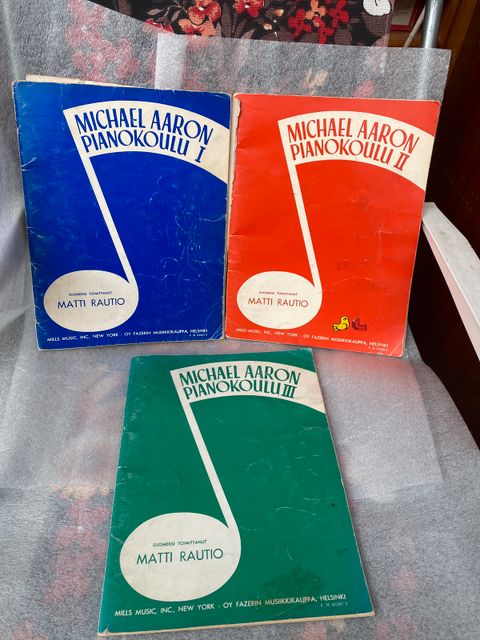 MICHAEL AARON
PIANOKOULU I
SUOMEKSI TOIMITTANUT
MATTI RAUTIO
MILLS MUSIC, INC., NEW YORK - OY FAZERIN MUSIIKKIKAUPPA, HELSINKI
MICHAEL AARON
PIANOKOULU II
SUOMEKSI TOIMITTANUT
MATTI RAUTIO
MILLS MUSIC, INC., NEW YORK - OY FAZERIN MUSIIKKIKAUPPA, HELSINKI
MICHAEL AARON
PIANOKOULU III
SUOMEKSI TOIMITTANUT
MATTI RAUTIO
MILLS MUSIC, INC., NEW YORK - OY FAZERIN MUSIIKKIKAUPPA, HELSINKI